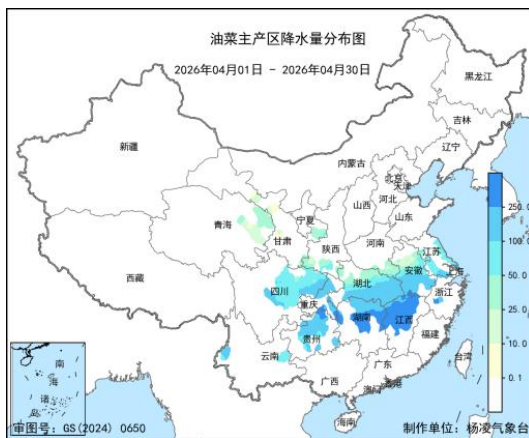 油菜主产区降水量分布图
2026年04月01日 - 2026年04月30日
黑龙江
吉林
辽宁
新疆
内蒙古
北京
天津
河北
山西
山东
宁夏
青海
甘肃
陕西
河南
江苏
安徽
上海
西藏
四川
湖北
重庆
浙江
湖南
江西
贵州
福建
云南
台湾
广西
广东
澳门
香港
海南
250.0
100.0
50.0
25.0
10.0
0.1
南
海
诸
岛
审图号: GS(2024) 0650
制作单位: 杨凌气象台